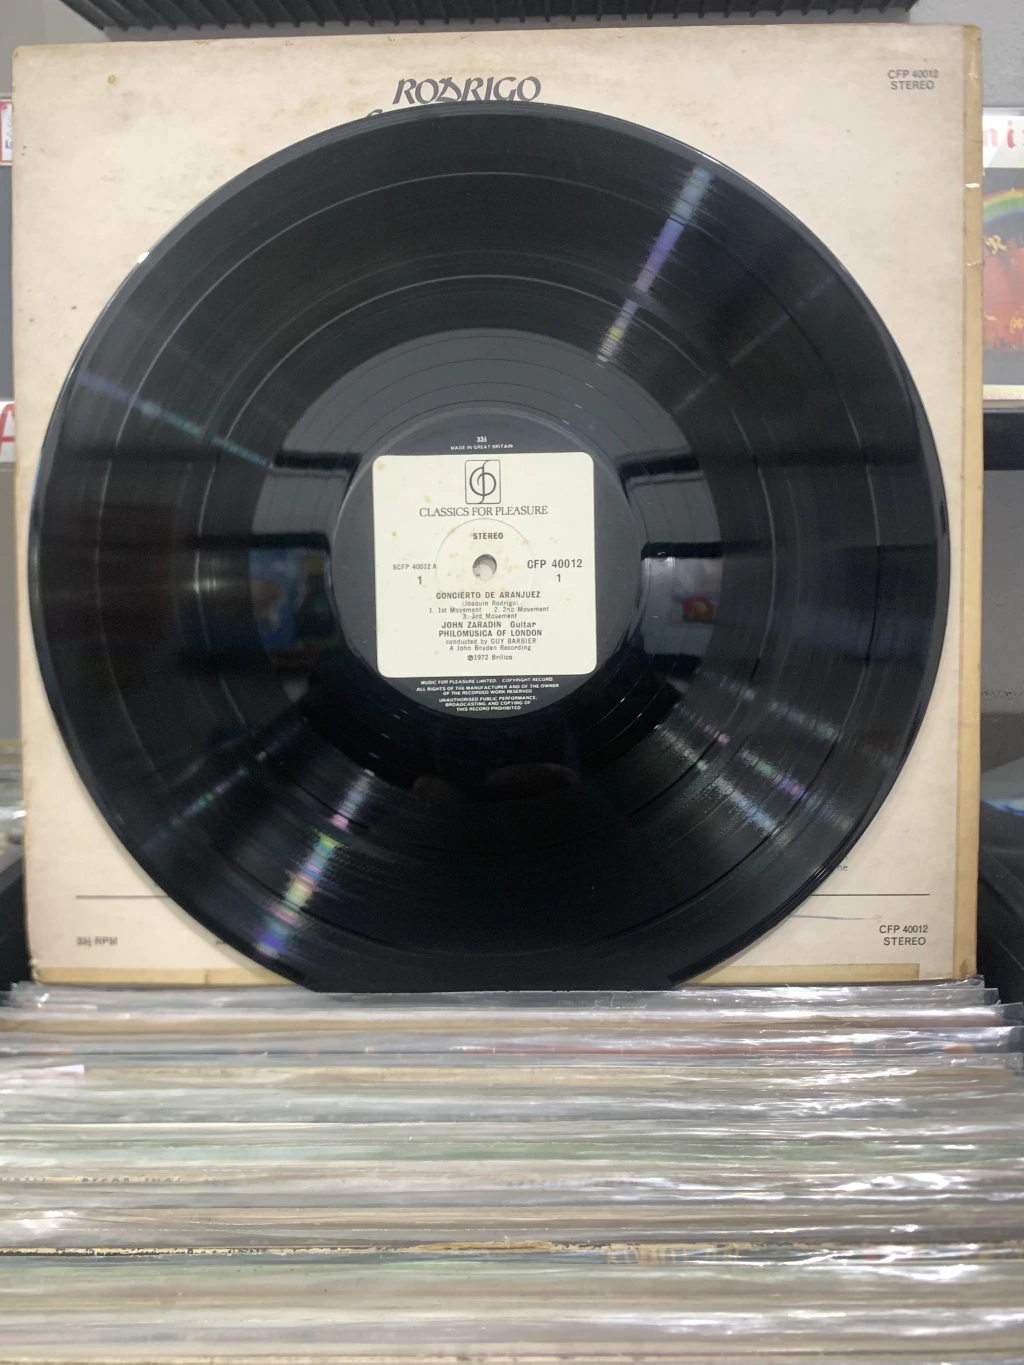 RODRIGO
CFP 40012
STEREO
33⅓
MADE IN GREAT BRITAIN
CLASSICS FOR PLEASURE
STEREO
SCFP 40012 A
1
CFP 40012
1
CONCIERTO DE ARANJUEZ
(Joaquin Rodrigo)
1. 1st Movement 2. 2nd Movement
3. 3rd Movement
JOHN ZARADIN Guitar
PHILOMUSICA OF LONDON
conducted by GUY BARBIER
A John Boyden Recording
℗1972 Brilico
MUSIC FOR PLEASURE LIMITED COPYRIGHT RECORD
ALL RIGHTS OF THE MANUFACTURER AND OF THE OWNER
OF THE RECORDED WORK RESERVED
UNAUTHORISED PUBLIC PERFORMANCE,
BROADCASTING, AND COPYING OF
THIS RECORD PROHIBITED
33⅓ RPM
CFP 40012
STEREO